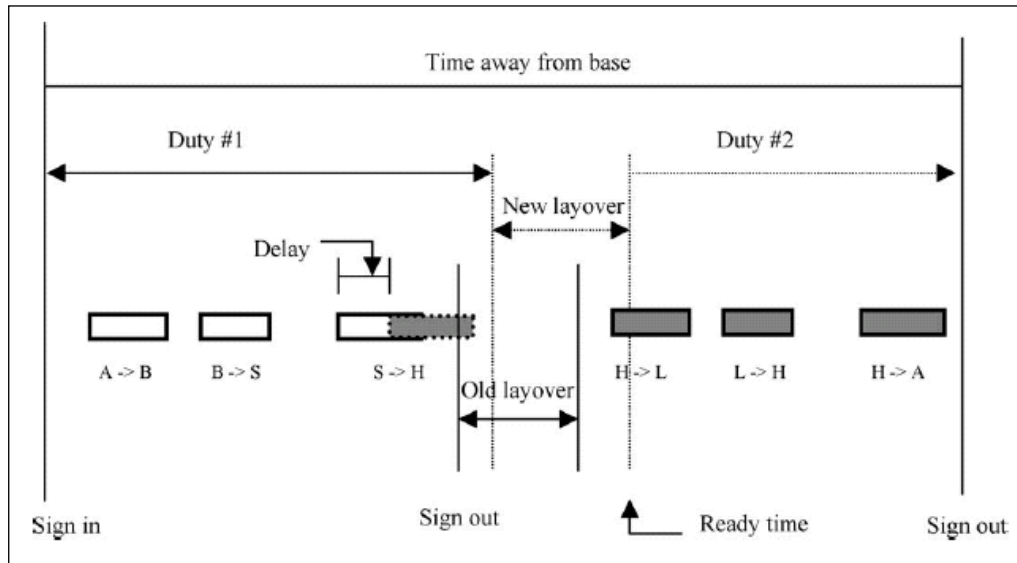 Time away from base
Duty #1
Duty #2
New layover
Delay
A -> B
B -> S
S -> H
H -> L
L -> H
H -> A
Old layover
Sign in
Sign out
Ready time
Sign out